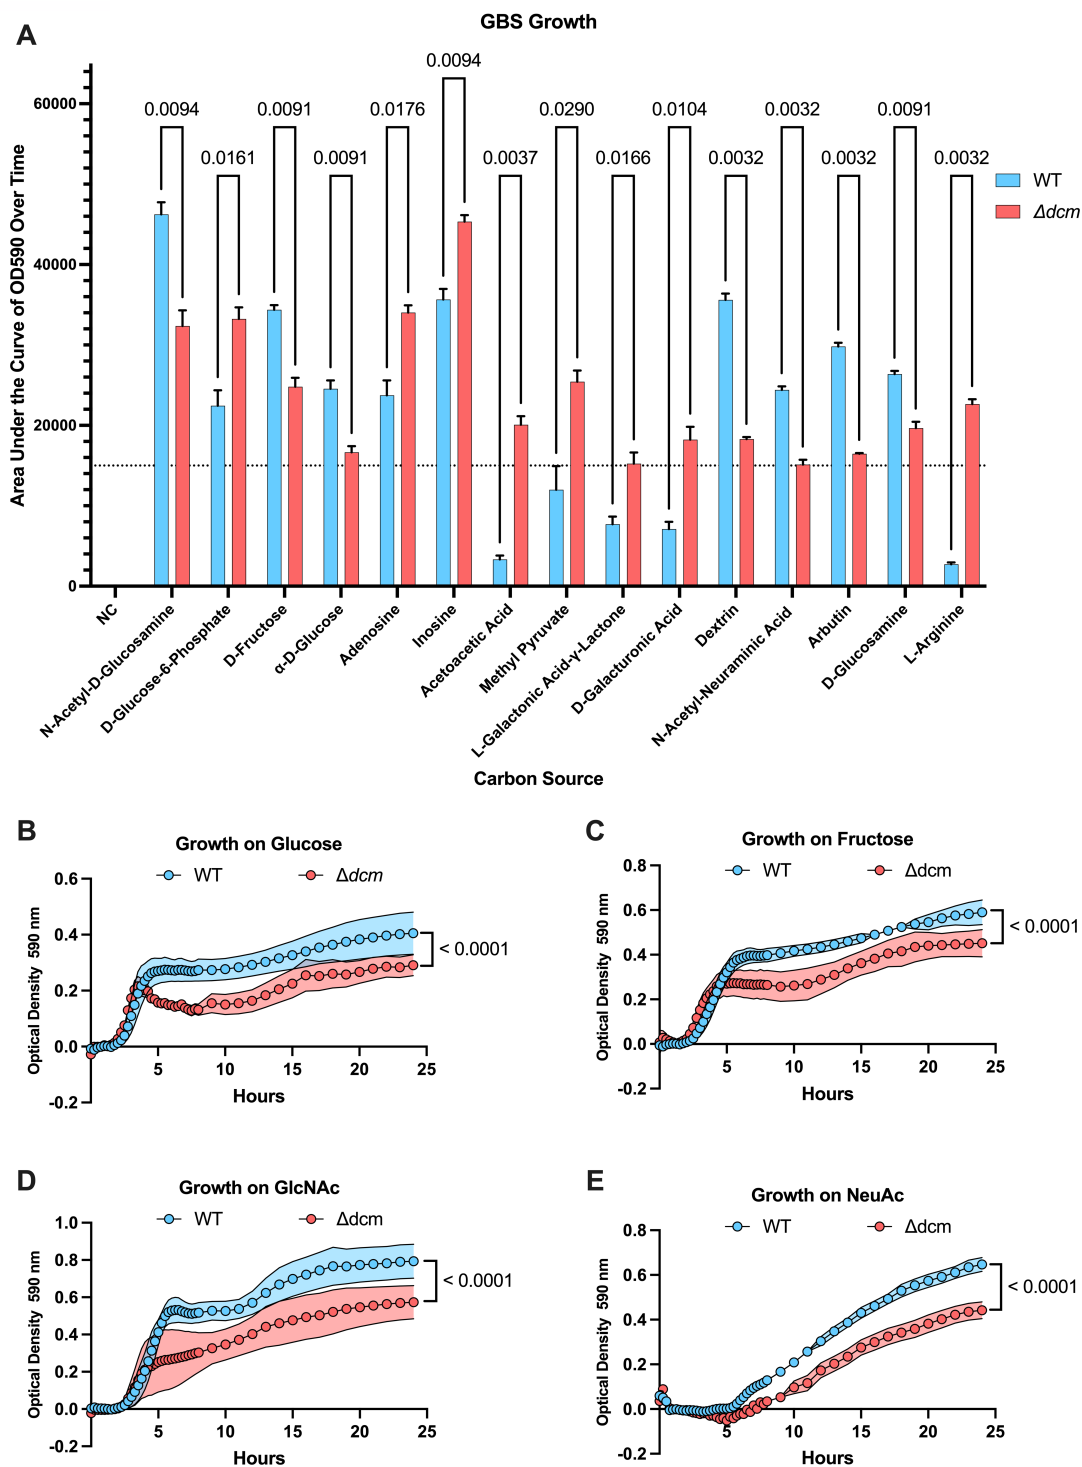 GBS Growth
A
0.0094
0.0094 0.0091 0.0176 0.0290 0.0104 0.0032 0.0091
0.0161 0.0091 0.0037 0.0166 0.0032 0.0032 0.0032
WT
Δdcm
Area Under the Curve of OD590 Over Time
60000
40000
20000
0
NC
N-Acetyl-D-Glucosamine
D-Glucose-6-Phosphate
D-Fructose
α-D-Glucose
Adenosine
Inosine
Acetoacetic Acid
Methyl Pyruvate
L-Galactonic Acid-γ-Lactone
D-Galacturonic Acid
Dextrin
N-Acetyl-Neuraminic Acid
Arbutin
D-Glucosamine
L-Arginine
Carbon Source
B
Growth on Glucose
WT Δdcm
Optical Density 590 nm
0.6
0.4
0.2
0.0
-0.2
5 10 15 20 25
Hours
< 0.0001
C
Growth on Fructose
WT Δdcm
Optical Density 590 nm
0.8
0.6
0.4
0.2
0.0
-0.2
5 10 15 20 25
Hours
< 0.0001
D
Growth on GlcNAc
WT Δdcm
Optical Density 590 nm
1.0
0.8
0.6
0.4
0.2
0.0
-0.2
5 10 15 20 25
Hours
< 0.0001
E
Growth on NeuAc
WT Δdcm
Optical Density 590 nm
0.8
0.6
0.4
0.2
0.0
-0.2
5 10 15 20 25
Hours
< 0.0001